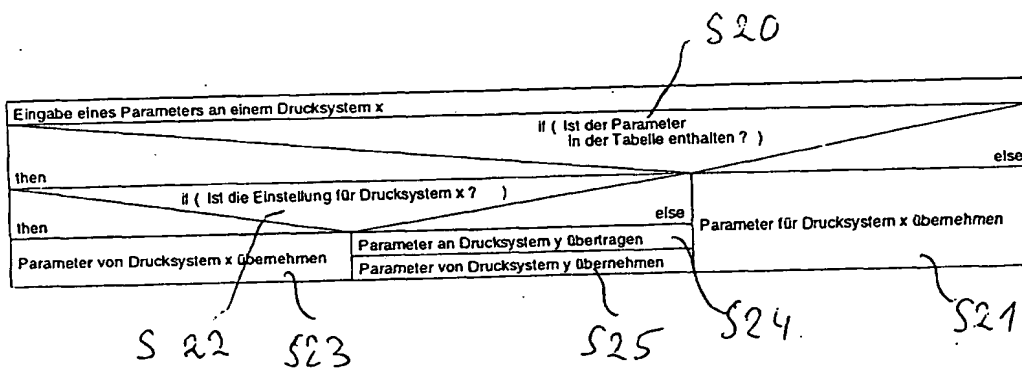 S20
Eingabe eines Parameters an einem Drucksystem x
if ( Ist der Parameter
in der Tabelle enthalten ? )
then
else
if ( Ist die Einstellung für Drucksystem x ? )
then
else
Parameter für Drucksystem x übernehmen
Parameter von Drucksystem x übernehmen
Parameter an Drucksystem y übertragen
Parameter von Drucksystem y übernehmen
S 22
S23
S25
S24
S21